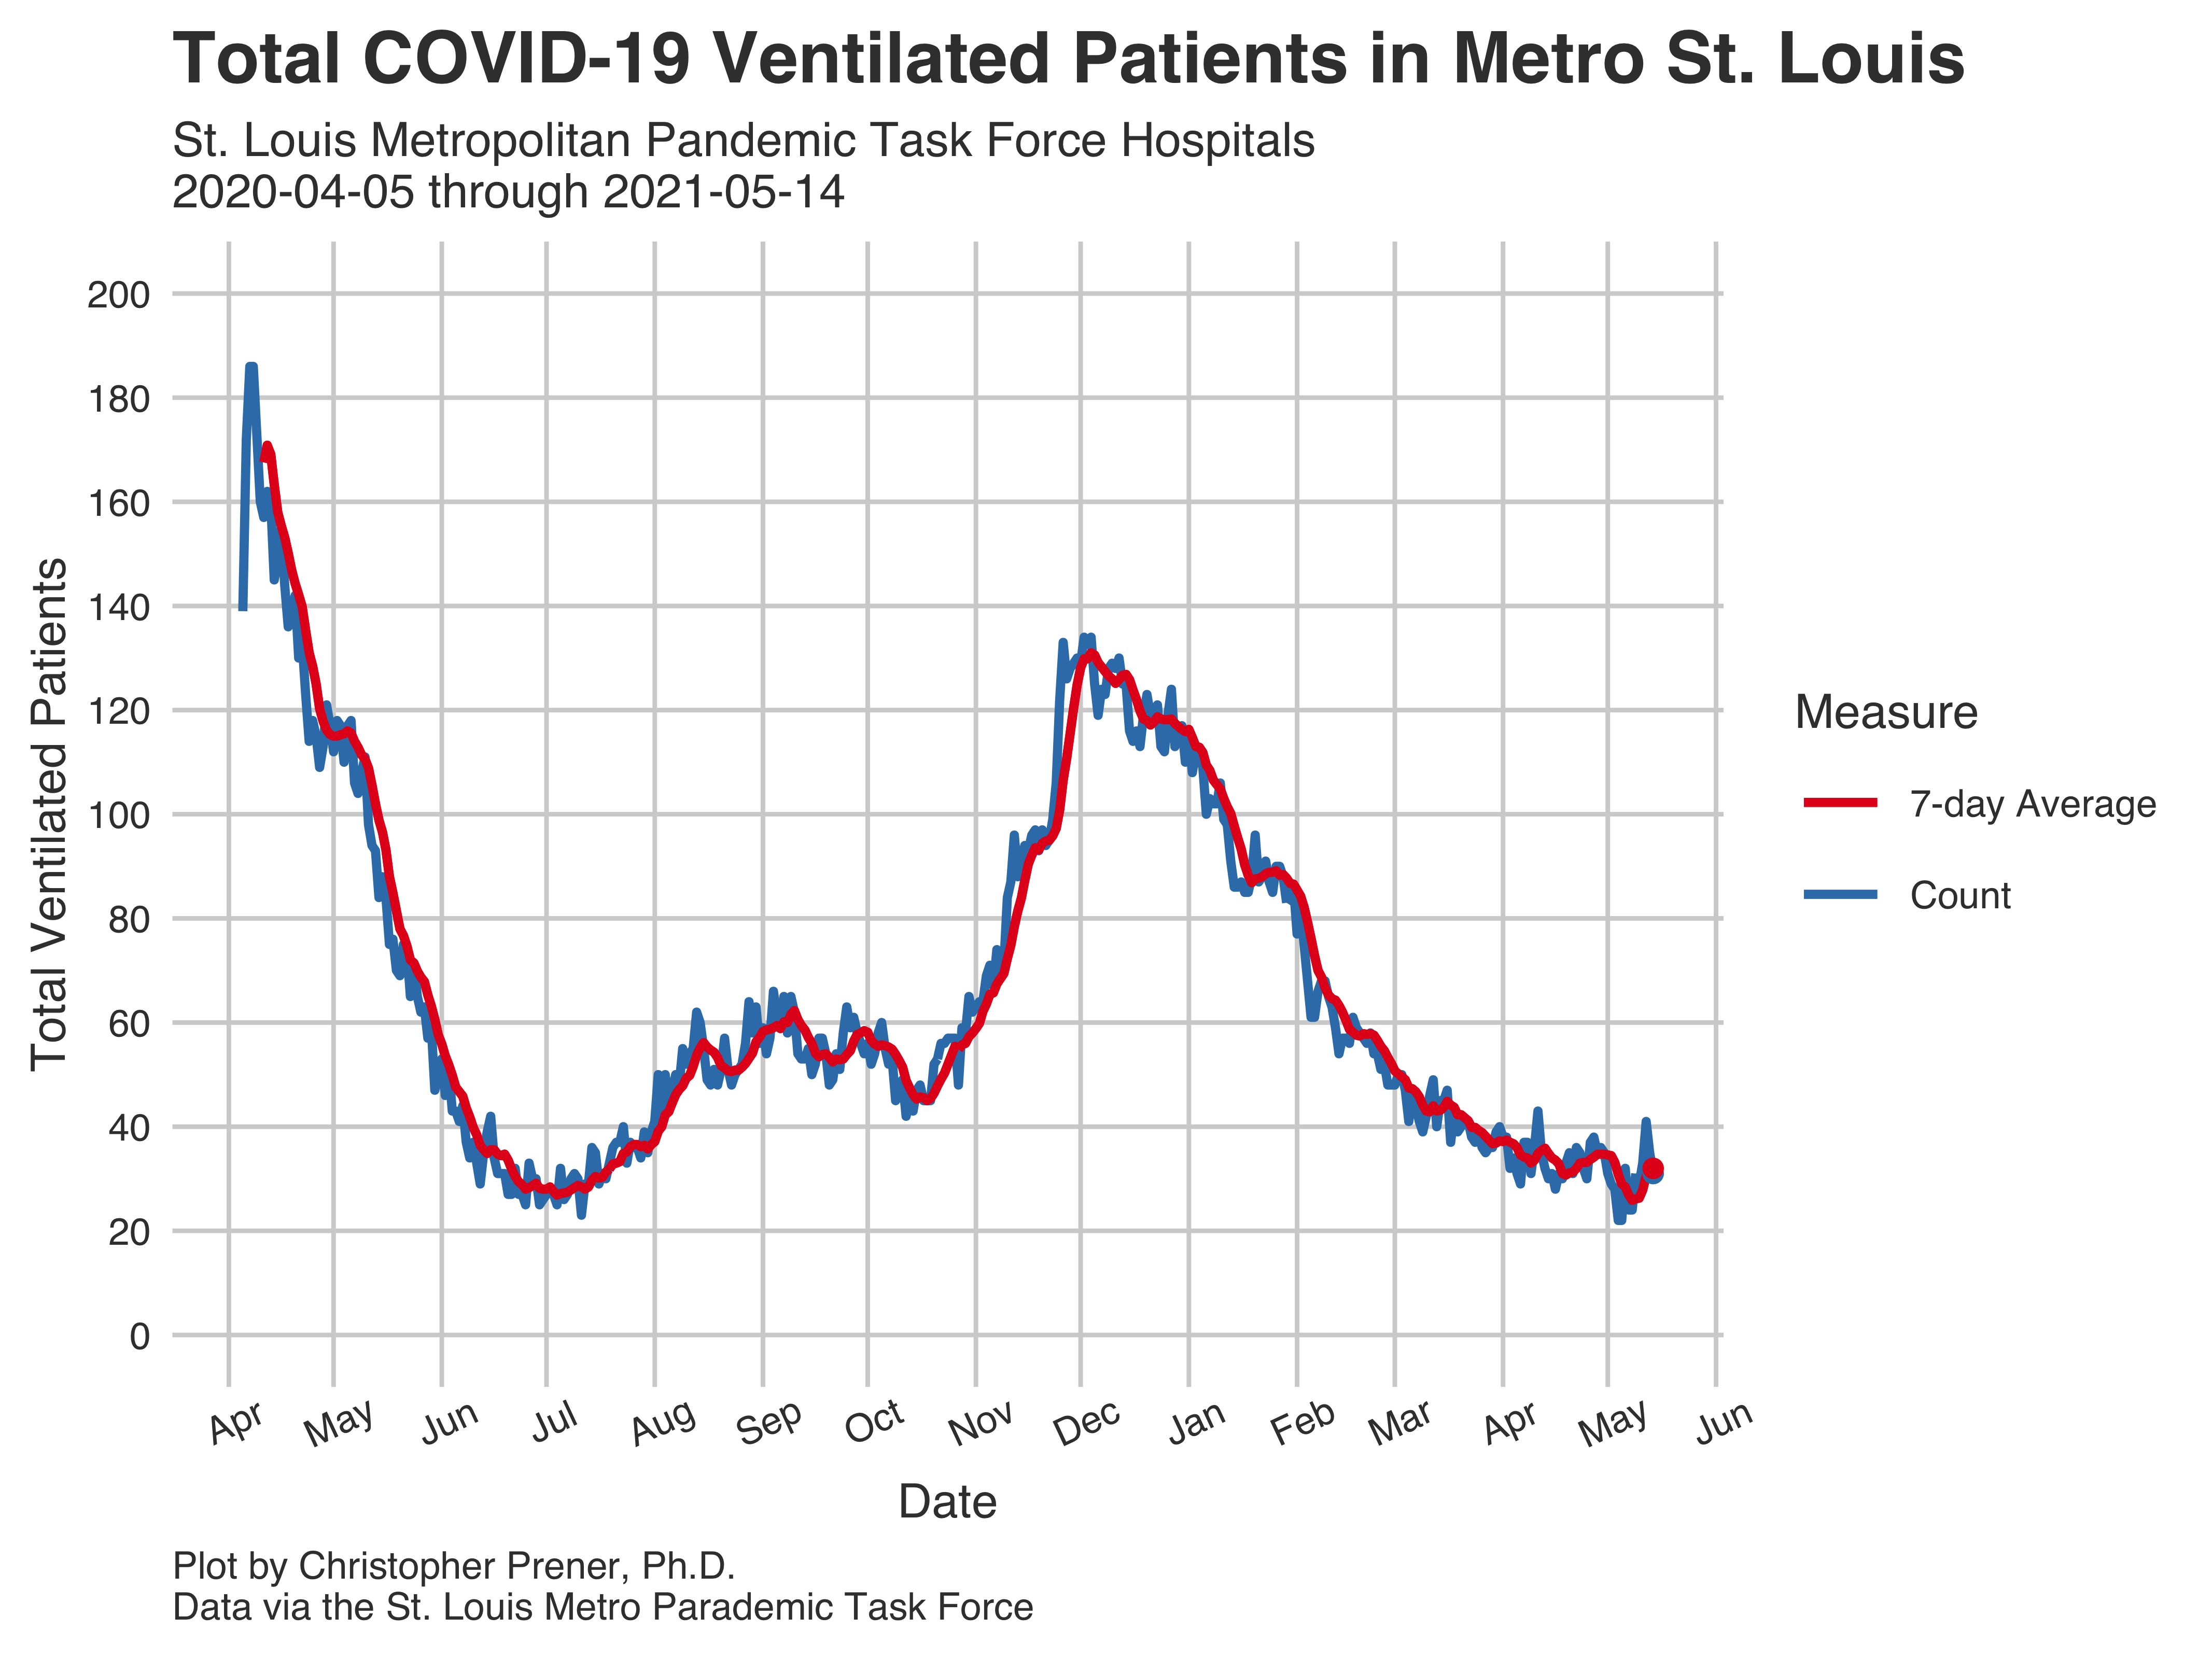 Total COVID-19 Ventilated Patients in Metro St. Louis
St. Louis Metropolitan Pandemic Task Force Hospitals
2020-04-05 through 2021-05-14
Total Ventilated Patients
200
180
160
140
120
100
80
60
40
20
0
Apr
May
Jun
Jul
Aug
Sep
Oct
Nov
Dec
Jan
Feb
Mar
Apr
May
Jun
Date
Measure
7-day Average
Count
Plot by Christopher Prener, Ph.D.
Data via the St. Louis Metro Parademic Task Force